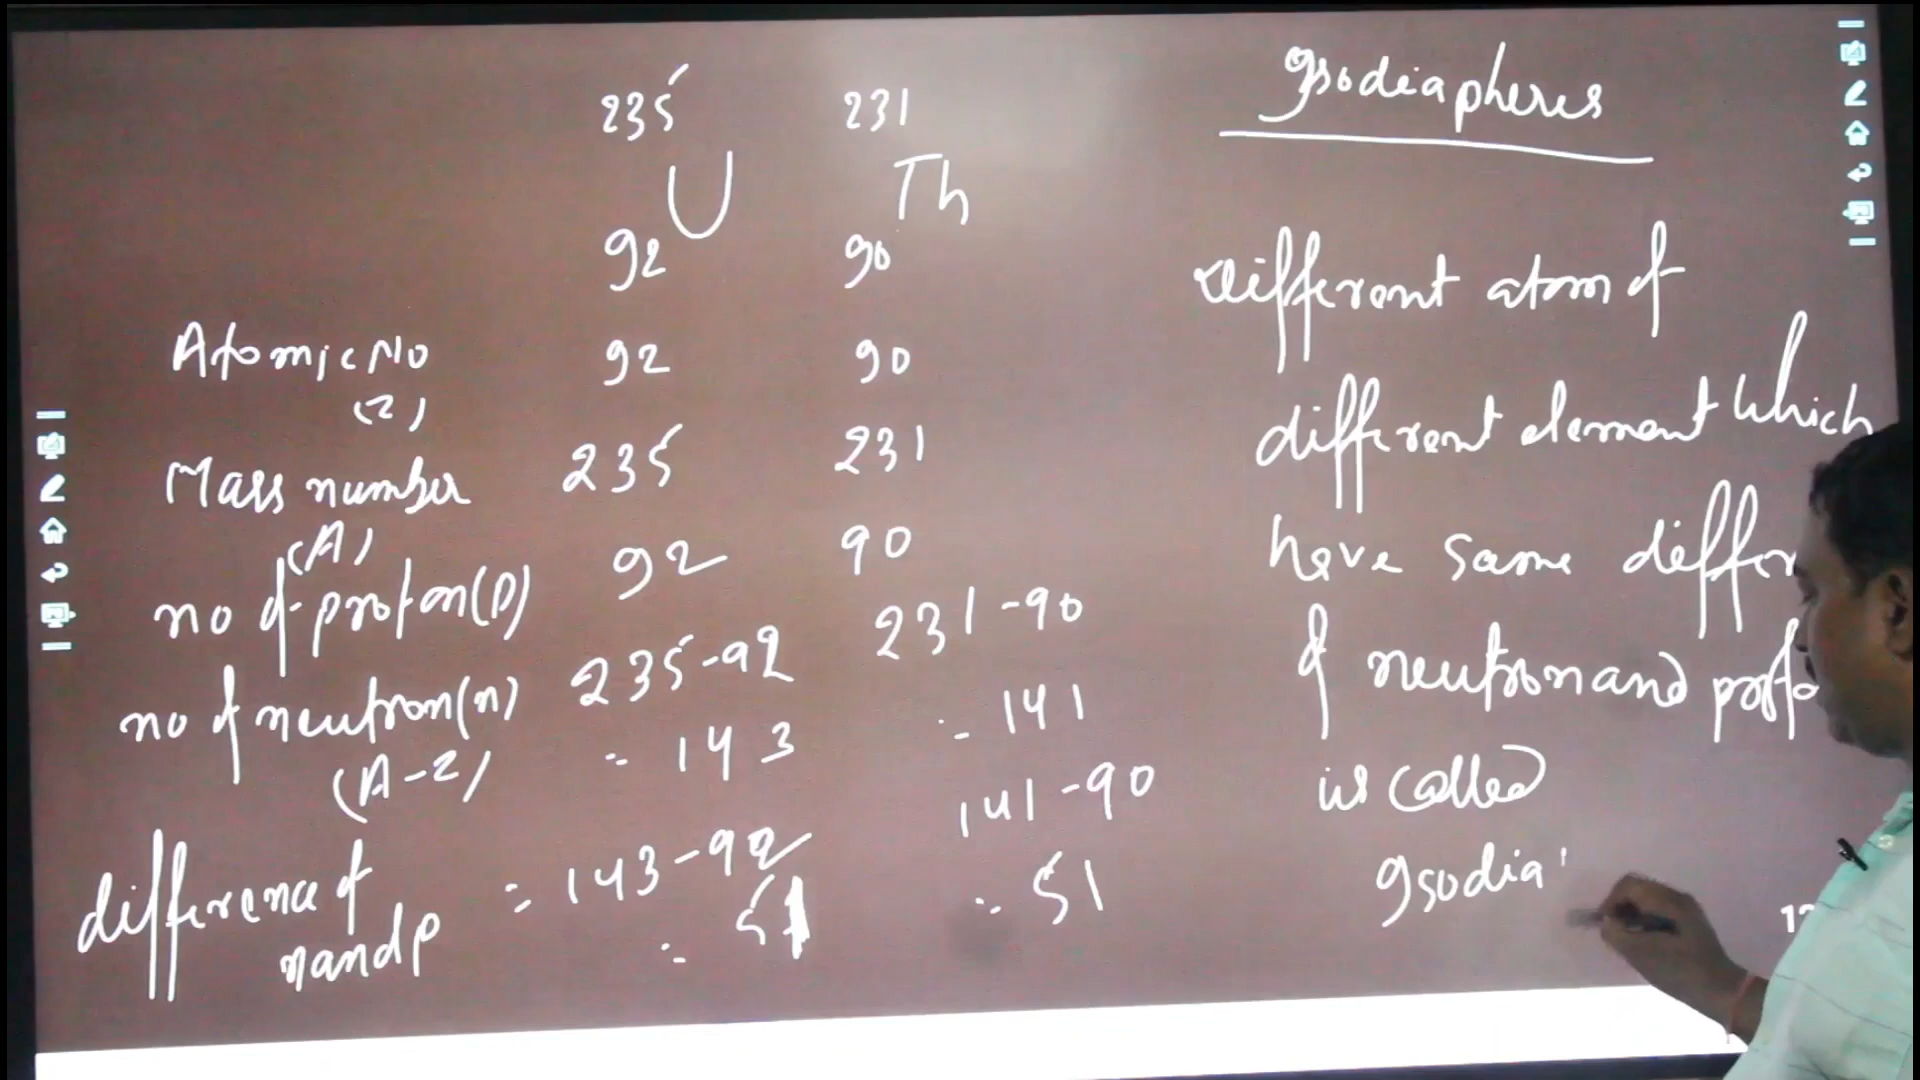 Isodiapheres
235 231
U Th
92 90
Atomic No 92 90
(Z)
Mass number 235 231
(A)
no of proton(p) 92 90
no of neutron(n) 235-92 231-90
(A-Z) = 143 = 141
difference of = 143-92 141-90
n and p = 51 = 51
Different atom of
different element which
have same differ
of neutron and proto
is called
Isodia